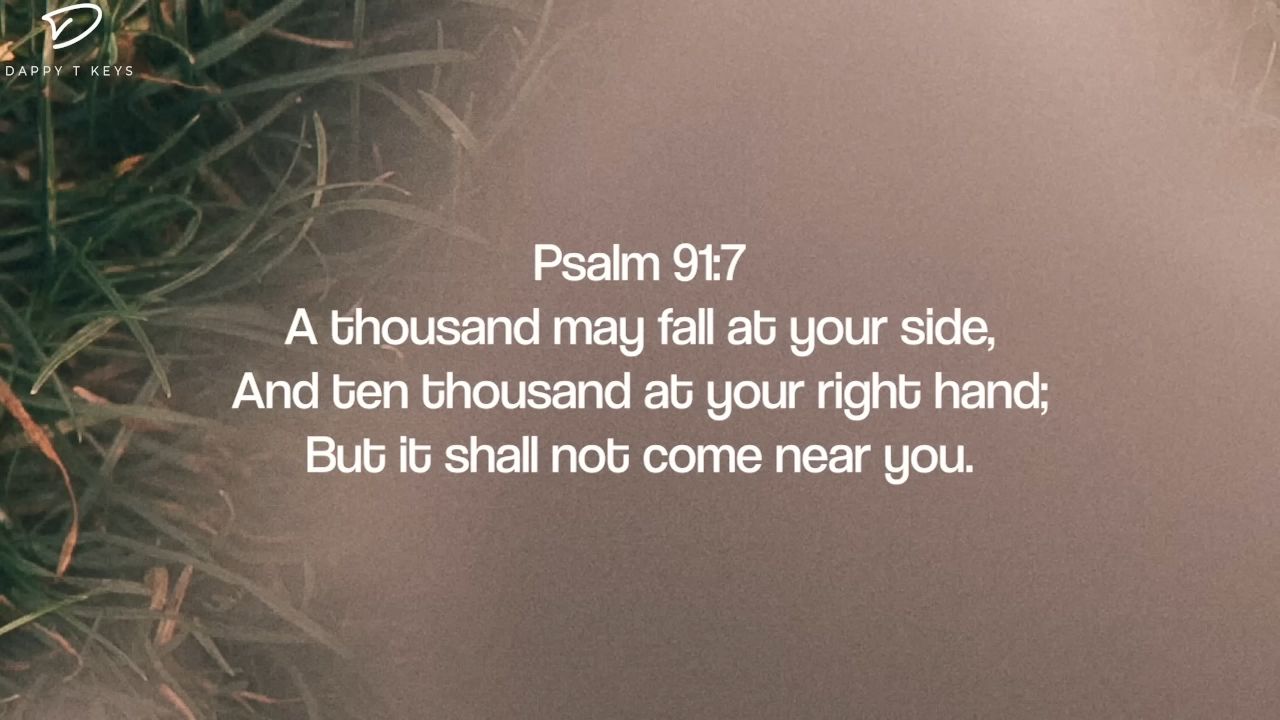 DAPPY T KEYS
Psalm 91:7
A thousand may fall at your side,
And ten thousand at your right hand;
But it shall not come near you.